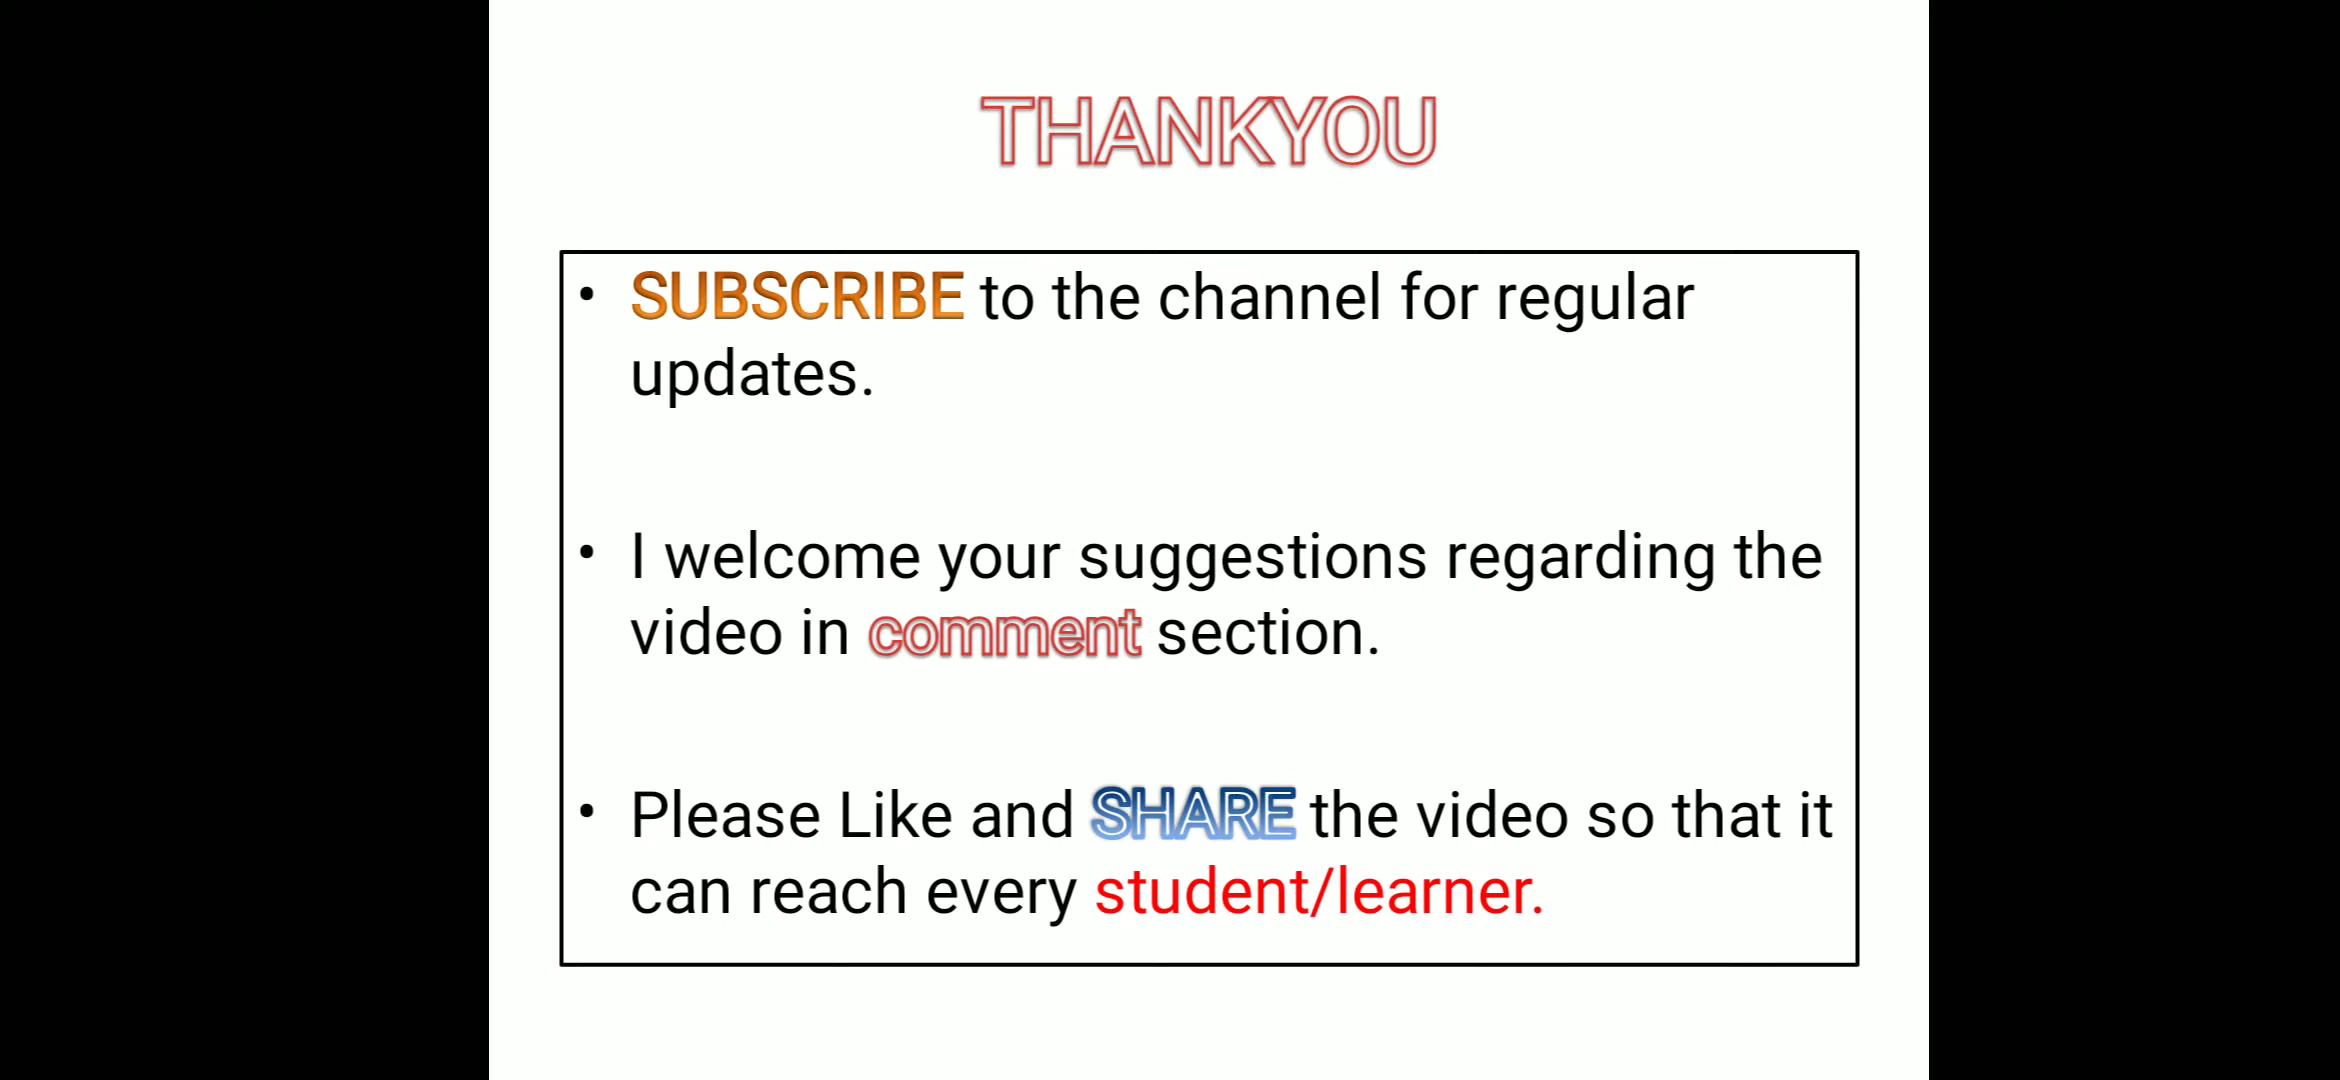 THANKYOU
• SUBSCRIBE to the channel for regular
updates.
• I welcome your suggestions regarding the
video in comment section.
• Please Like and SHARE the video so that it
can reach every student/learner.